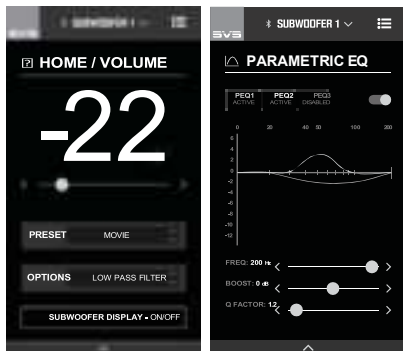 SUBWOOFER 1
SVS
HOME / VOLUME
-22
PRESET MOVIE
OPTIONS LOW PASS FILTER
SUBWOOFER DISPLAY - ON/OFF
SUBWOOFER 1
SVS
PARAMETRIC EQ
PEQ1 PEQ2 PEQ3
ACTIVE ACTIVE DISABLED
0 20 40 50 100 200
6
4
2
0
-2
-4
-6
-8
-10
-12
FREQ: 200 Hz
BOOST: 0 dB
Q FACTOR: 1.2